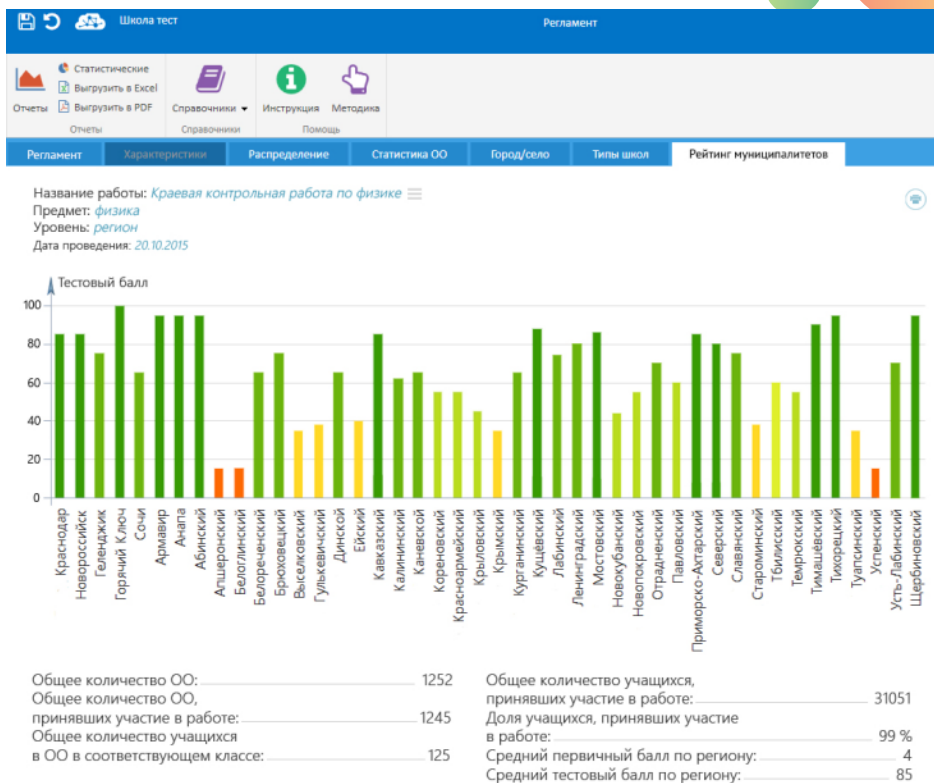 Школа тест
Регламент
Отчеты
Статистические
Выгрузить в Excel
Выгрузить в PDF
Отчеты
Справочники
Справочники
Инструкция
Методика
Помощь
Регламент
Характеристики
Распределение
Статистика ОО
Город/село
Типы школ
Рейтинг муниципалитетов
Название работы: Краевая контрольная работа по физике
Предмет: физика
Уровень: регион
Дата проведения: 20.10.2015
Тестовый балл
100
80
60
40
20
0
Краснодар
Новороссийск
Геленджик
Горячий Ключ
Сочи
Армавир
Анапа
Абинский
Апшеронский
Белоглинский
Белореченский
Брюховецкий
Выселковский
Гулькевичский
Динской
Ейский
Кавказский
Калининский
Каневской
Кореновский
Красноармейский
Крыловский
Крымский
Курганинский
Кущёвский
Лабинский
Ленинградский
Мостовский
Новокубанский
Новопокровский
Отрадненский
Павловский
Приморско-Ахтарский
Северский
Славянский
Староминский
Тбилисский
Темрюкский
Тимашёвский
Тихорецкий
Туапсинский
Успенский
Усть-Лабинский
Щербиновский
Общее количество ОО: 1252
Общее количество ОО,
принявших участие в работе: 1245
Общее количество учащихся
в ОО в соответствующем классе: 125
Общее количество учащихся,
принявших участие в работе: 31051
Доля учащихся, принявших участие
в работе: 99 %
Средний первичный балл по региону: 4
Средний тестовый балл по региону: 85